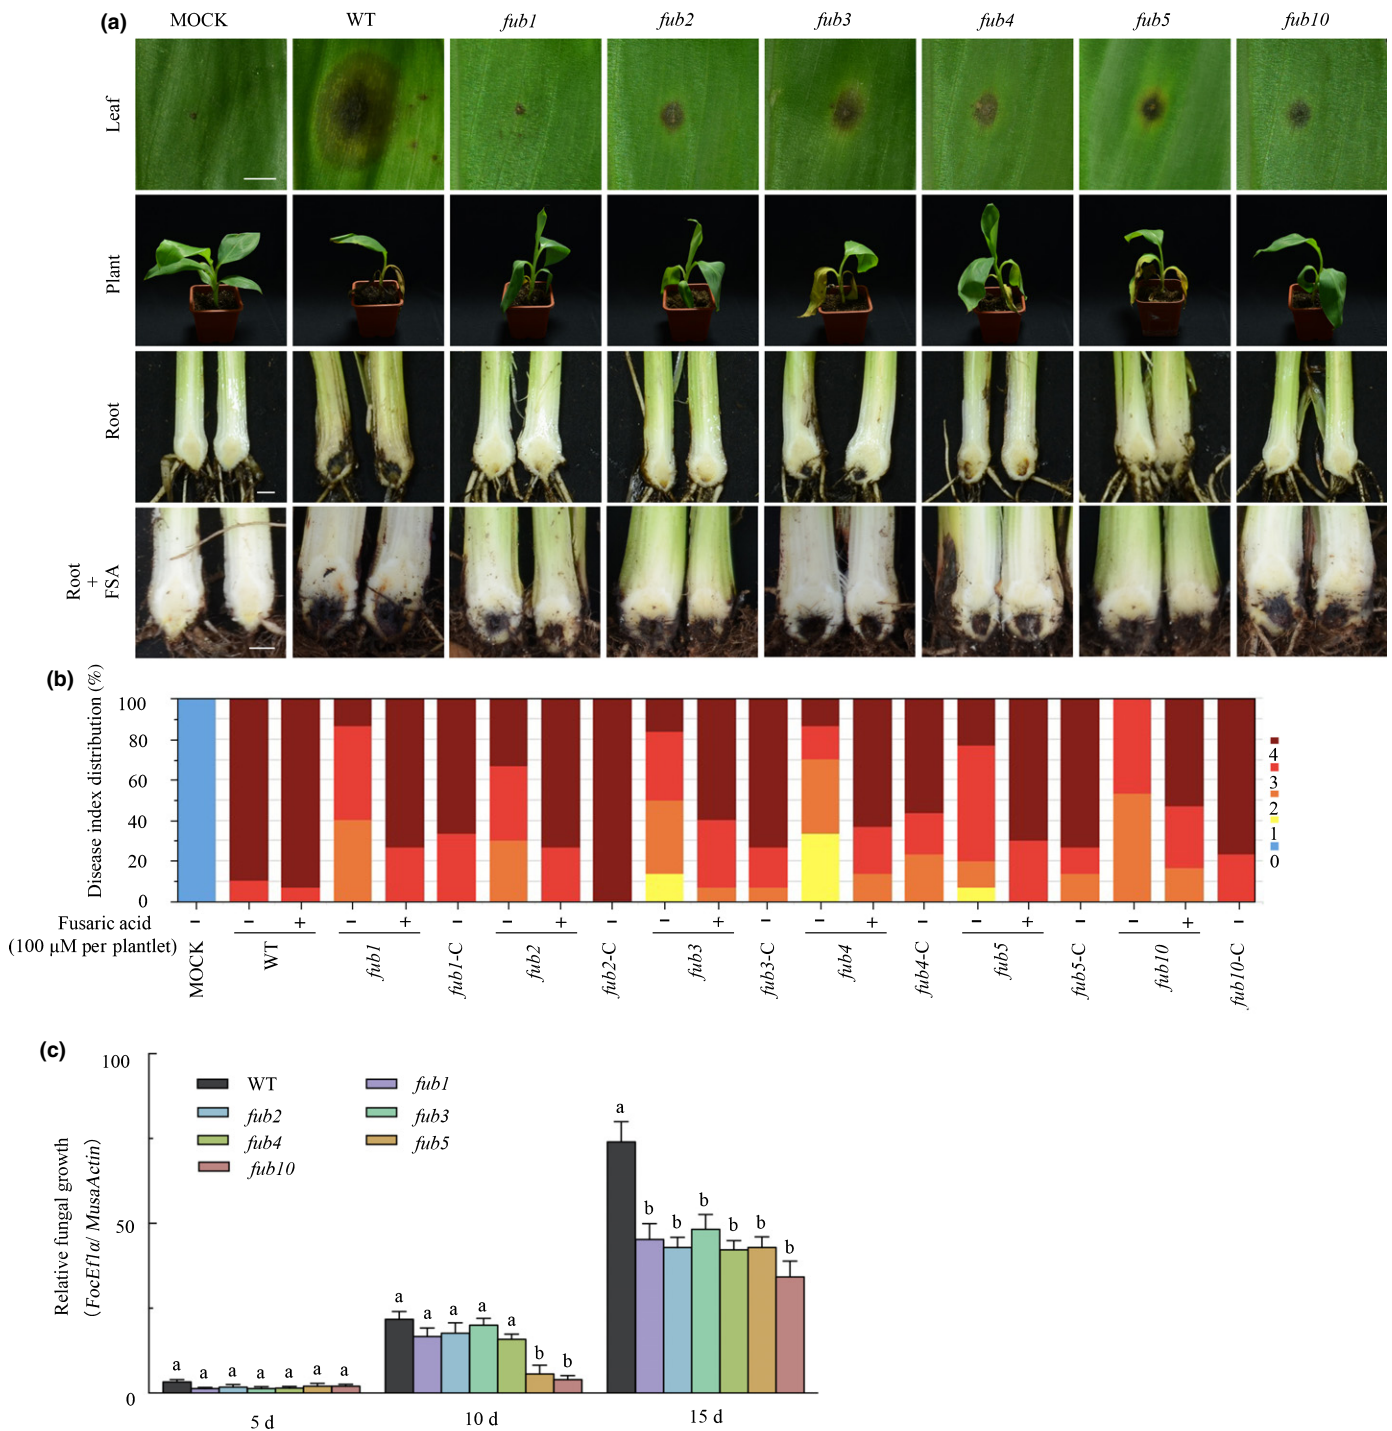 (a) MOCK WT fub1 fub2 fub3 fub4 fub5 fub10
Leaf
Plant
Root
Root + FSA
(b)
Disease index distribution (%)
100
80
60
40
20
0
4
3
2
1
0
Fusaric acid − − + − + − − + − − + − − + − − + − − + −
(100 µM per plantlet)
MOCK WT fub1 fub1-C fub2 fub2-C fub3 fub3-C fub4 fub4-C fub5 fub5-C fub10 fub10-C
(c)
Relative fungal growth
(FocEf1α/ MusaActin)
100
50
0
WT fub1
fub2 fub3
fub4 fub5
fub10
a a a a a a a
a a a a a b b
a b b b b b b
5 d 10 d 15 d